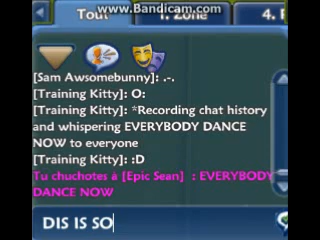 www.Bandicam.com
Tout 1. Zone 4.
[Sam Awsomebunny]: .-.
[Training Kitty]: O:
[Training Kitty]: *Recording chat history
and whispering EVERYBODY DANCE
NOW to everyone
[Training Kitty]: :D
Tu chuchotes à [Epic Sean] : EVERYBODY
DANCE NOW
DIS IS SO